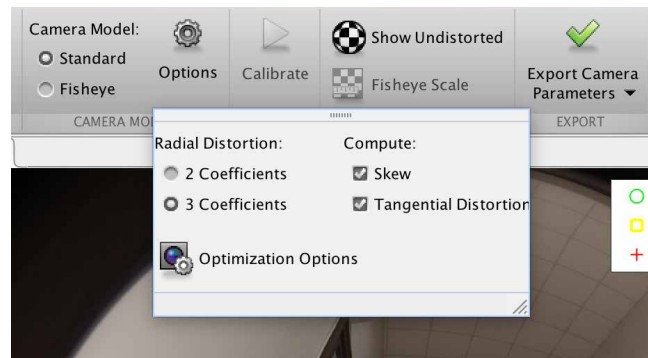 Camera Model:
Standard
Fisheye
Options
Calibrate
Show Undistorted
Fisheye Scale
Export Camera
Parameters
CAMERA MO
EXPORT
Radial Distortion:
2 Coefficients
3 Coefficients
Compute:
Skew
Tangential Distortion
Optimization Options